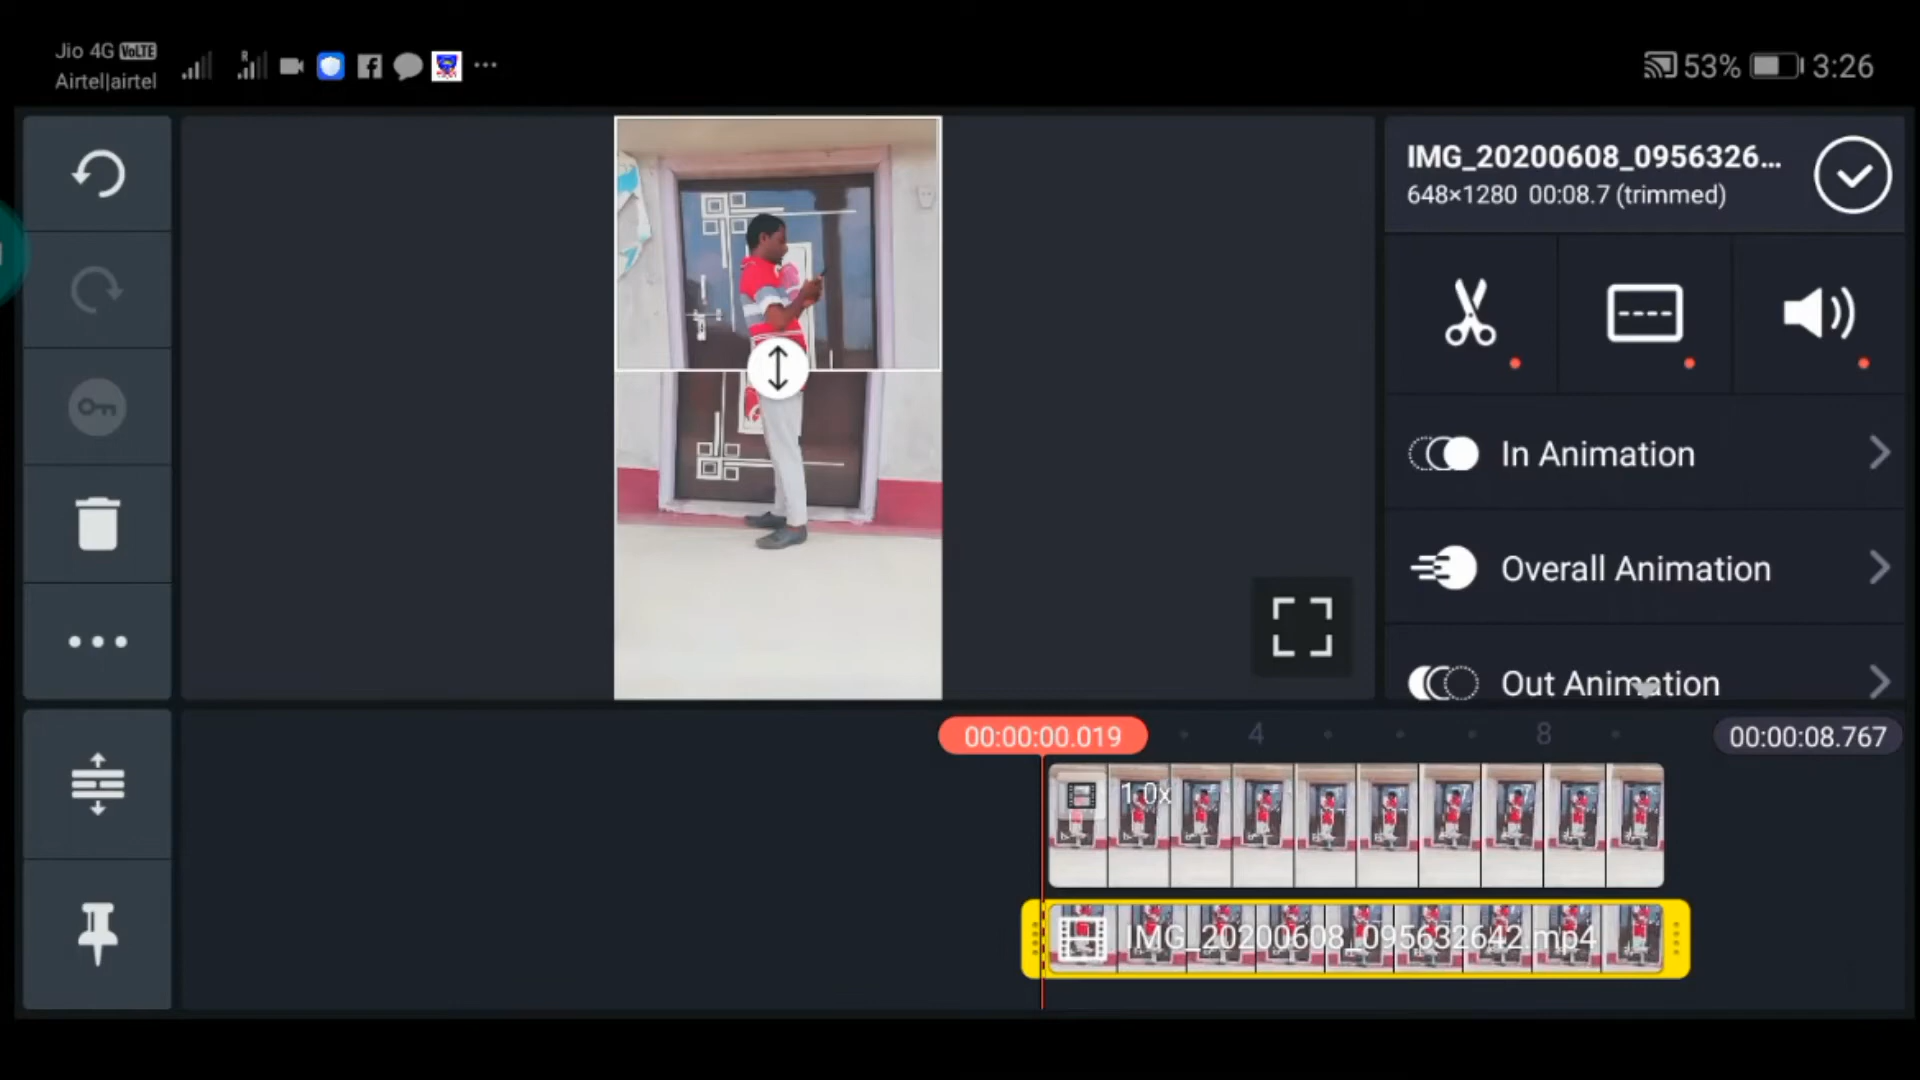 Jio 4G VoLTE
Airtel|airtel
R
53% 3:26
IMG_20200608_0956326...
648×1280 00:08.7 (trimmed)
In Animation
Overall Animation
Out Animation
00:00:00.019
4
8
00:00:08.767
1.0x
IMG_20200608_095632642.mp4